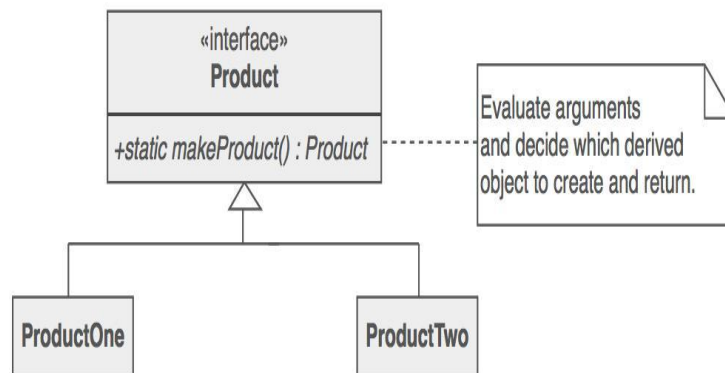 «interface»
Product
+static makeProduct() : Product
Evaluate arguments
and decide which derived
object to create and return.
ProductOne
ProductTwo